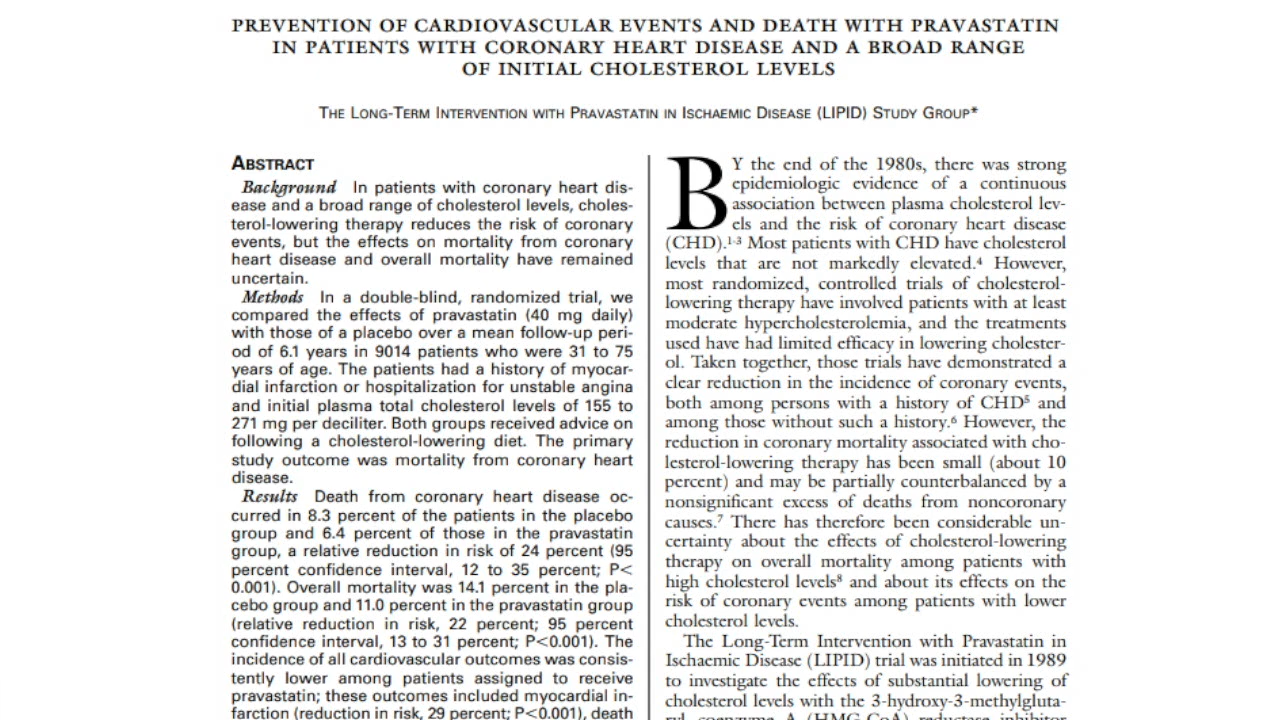 PREVENTION OF CARDIOVASCULAR EVENTS AND DEATH WITH PRAVASTATIN
IN PATIENTS WITH CORONARY HEART DISEASE AND A BROAD RANGE
OF INITIAL CHOLESTEROL LEVELS
THE LONG-TERM INTERVENTION WITH PRAVASTATIN IN ISCHAEMIC DISEASE (LIPID) STUDY GROUP*
ABSTRACT
Background In patients with coronary heart dis-
ease and a broad range of cholesterol levels, choles-
terol-lowering therapy reduces the risk of coronary
events, but the effects on mortality from coronary
heart disease and overall mortality have remained
uncertain.
Methods In a double-blind, randomized trial, we
compared the effects of pravastatin (40 mg daily)
with those of a placebo over a mean follow-up peri-
od of 6.1 years in 9014 patients who were 31 to 75
years of age. The patients had a history of myocar-
dial infarction or hospitalization for unstable angina
and initial plasma total cholesterol levels of 155 to
271 mg per deciliter. Both groups received advice on
following a cholesterol-lowering diet. The primary
study outcome was mortality from coronary heart
disease.
Results Death from coronary heart disease oc-
curred in 8.3 percent of the patients in the placebo
group and 6.4 percent of those in the pravastatin
group, a relative reduction in risk of 24 percent (95
percent confidence interval, 12 to 35 percent; P<
0.001). Overall mortality was 14.1 percent in the pla-
cebo group and 11.0 percent in the pravastatin group
(relative reduction in risk, 22 percent; 95 percent
confidence interval, 13 to 31 percent; P<0.001). The
incidence of all cardiovascular outcomes was consis-
tently lower among patients assigned to receive
pravastatin; these outcomes included myocardial in-
farction (reduction in risk, 29 percent; P<0.001), death
BY the end of the 1980s, there was strong
epidemiologic evidence of a continuous
association between plasma cholesterol lev-
els and the risk of coronary heart disease
(CHD).1-3 Most patients with CHD have cholesterol
levels that are not markedly elevated.4 However,
most randomized, controlled trials of cholesterol-
lowering therapy have involved patients with at least
moderate hypercholesterolemia, and the treatments
used have had limited efficacy in lowering cholester-
ol. Taken together, those trials have demonstrated a
clear reduction in the incidence of coronary events,
both among persons with a history of CHD5 and
among those without such a history.6 However, the
reduction in coronary mortality associated with cho-
lesterol-lowering therapy has been small (about 10
percent) and may be partially counterbalanced by a
nonsignificant excess of deaths from noncoronary
causes.7 There has therefore been considerable un-
certainty about the effects of cholesterol-lowering
therapy on overall mortality among patients with
high cholesterol levels8 and about its effects on the
risk of coronary events among patients with lower
cholesterol levels.
The Long-Term Intervention with Pravastatin in
Ischaemic Disease (LIPID) trial was initiated in 1989
to investigate the effects of substantial lowering of
cholesterol levels with the 3-hydroxy-3-methylgluta-
ryl coenzyme A (HMG-CoA) reductase inhibitor